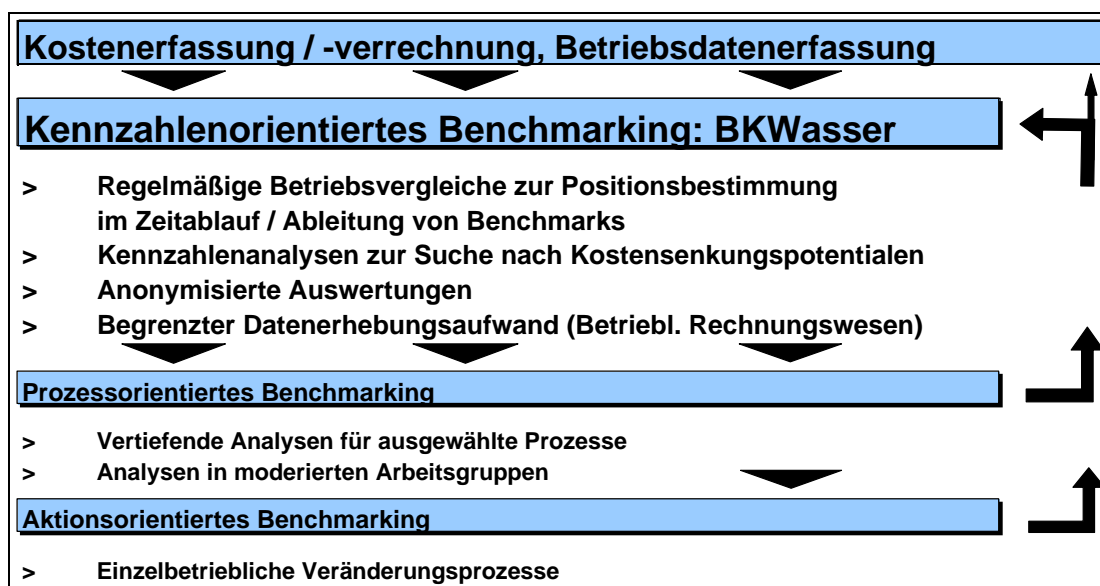 Kostenerfassung / -verrechnung, Betriebsdatenerfassung
Kennzahlenorientiertes Benchmarking: BKWasser
> Regelmäßige Betriebsvergleiche zur Positionsbestimmung
im Zeitablauf / Ableitung von Benchmarks
> Kennzahlenanalysen zur Suche nach Kostensenkungspotentialen
> Anonymisierte Auswertungen
> Begrenzter Datenerhebungsaufwand (Betriebl. Rechnungswesen)
Prozessorientiertes Benchmarking
> Vertiefende Analysen für ausgewählte Prozesse
> Analysen in moderierten Arbeitsgruppen
Aktionsorientiertes Benchmarking
> Einzelbetriebliche Veränderungsprozesse